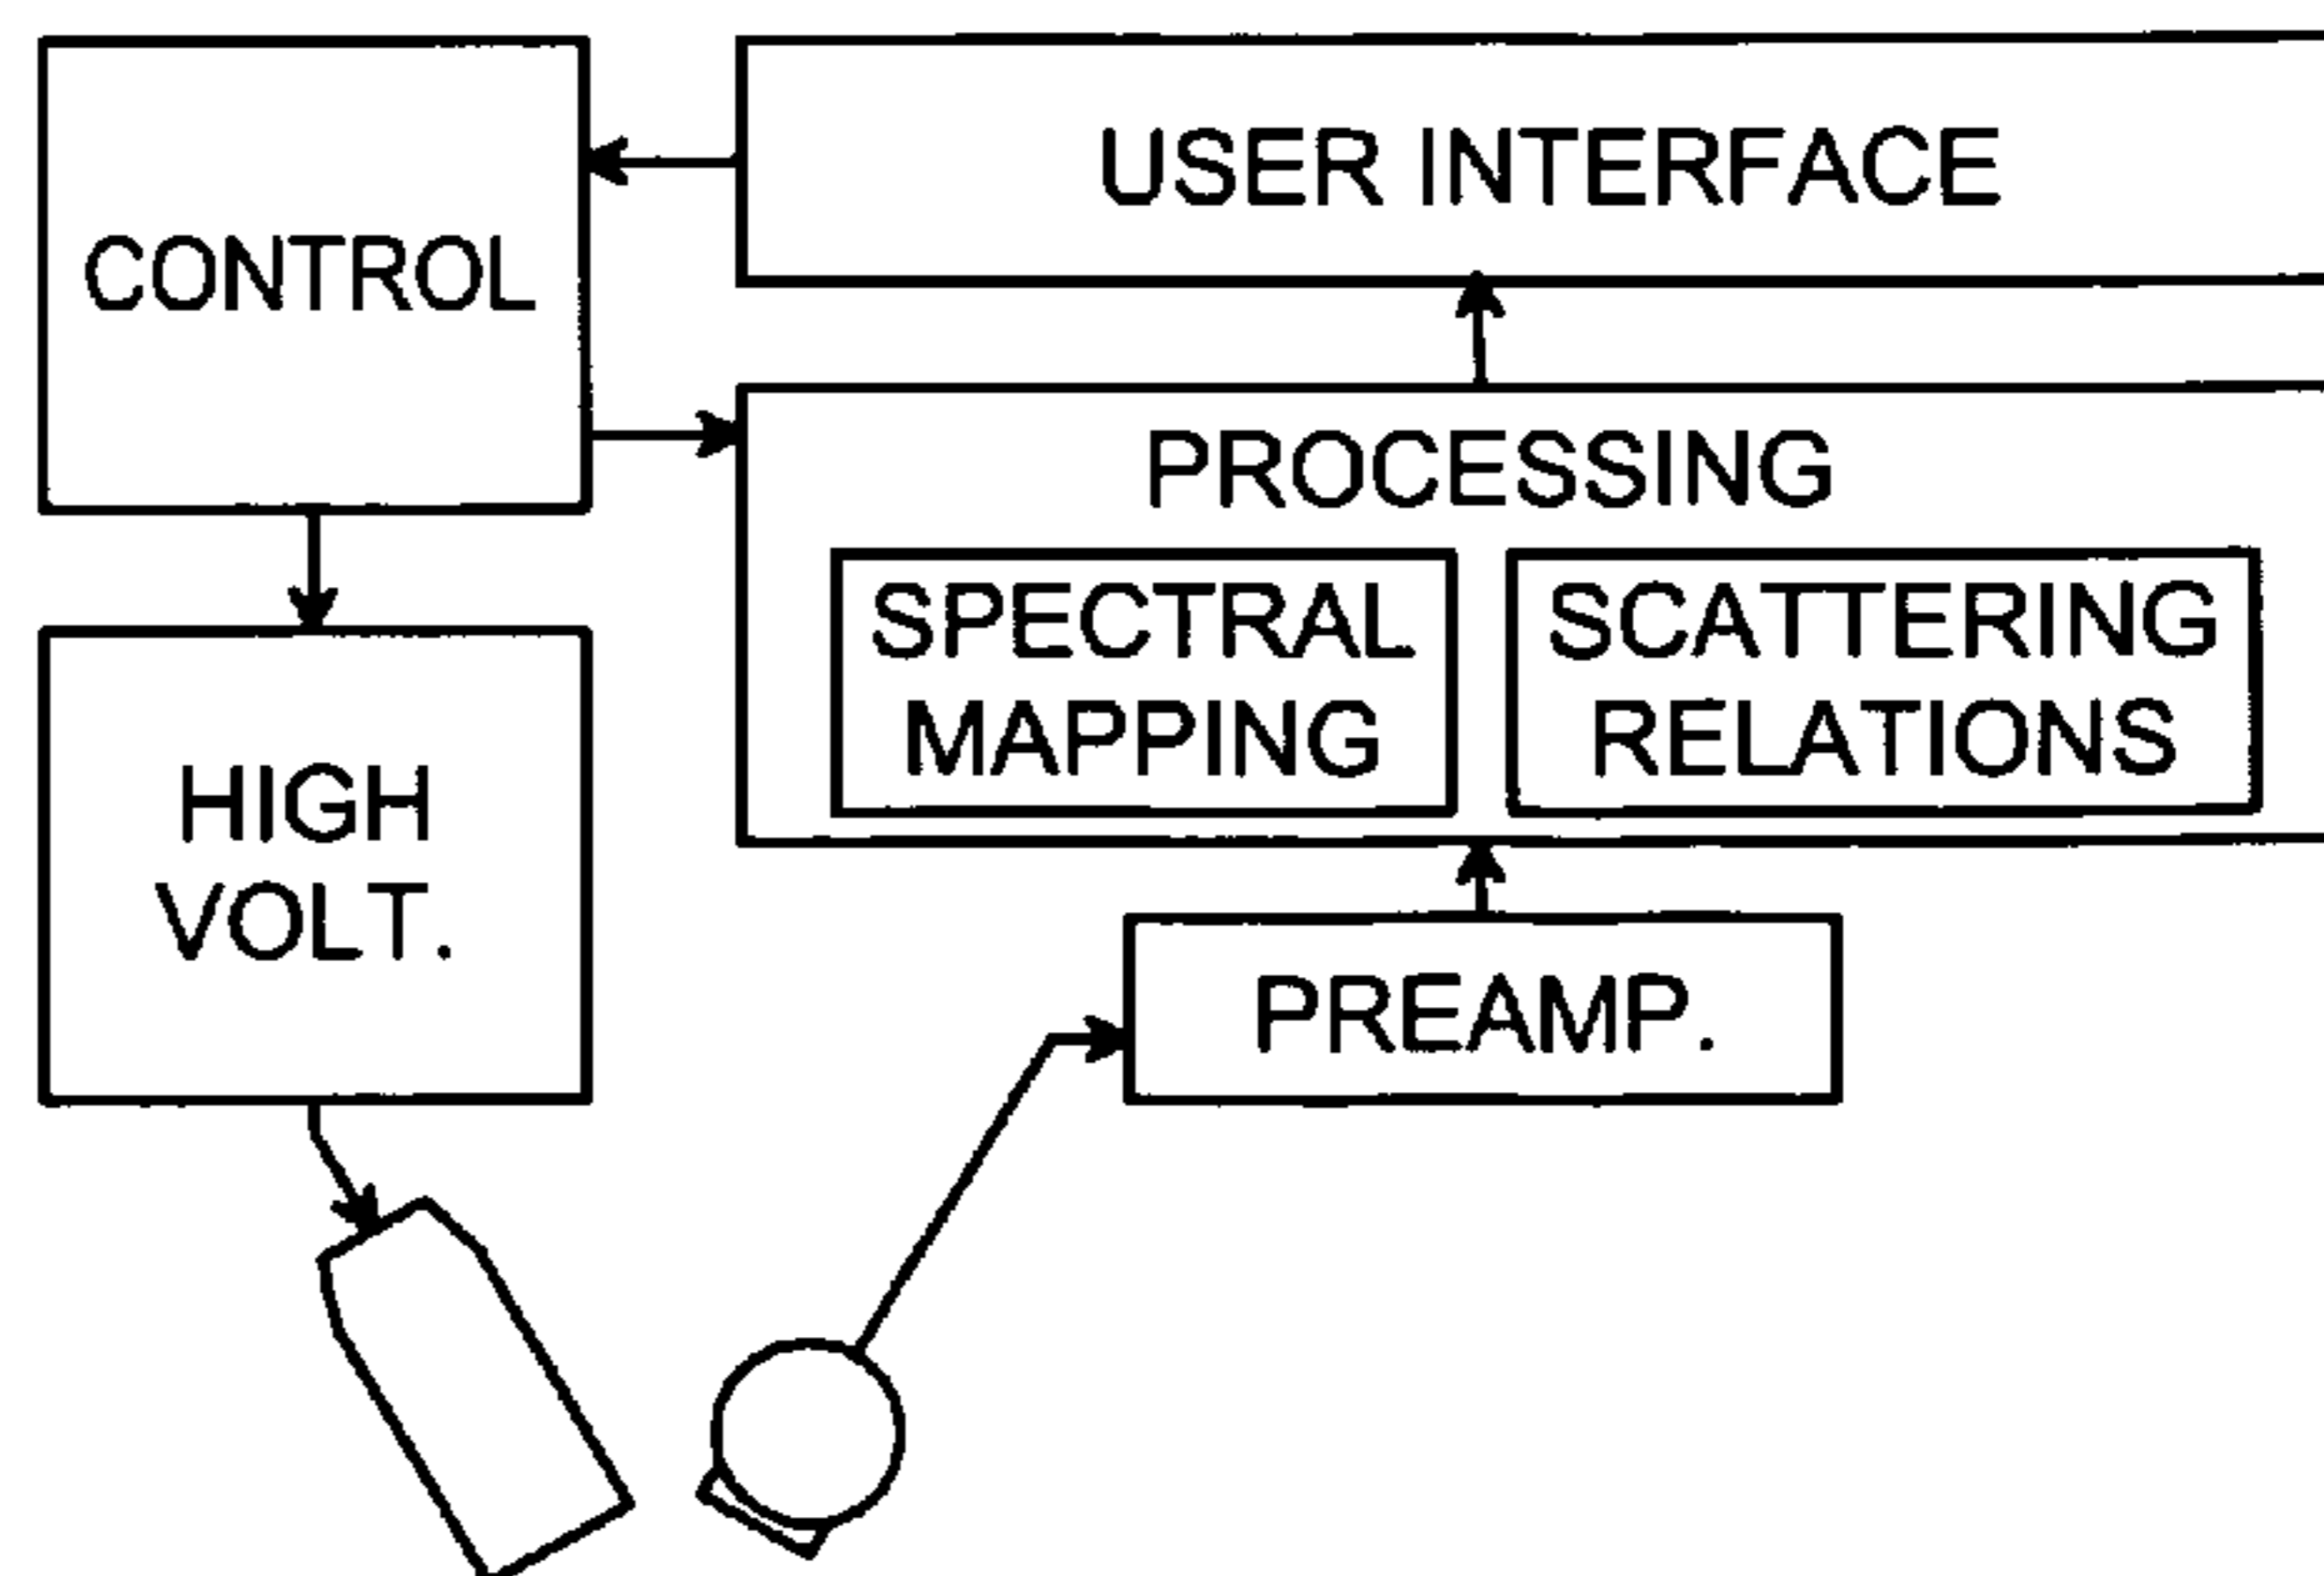 USER INTERFACE
CONTROL
PROCESSING
SPECTRAL
MAPPING
SCATTERING
RELATIONS
HIGH
VOLT.
PREAMP.